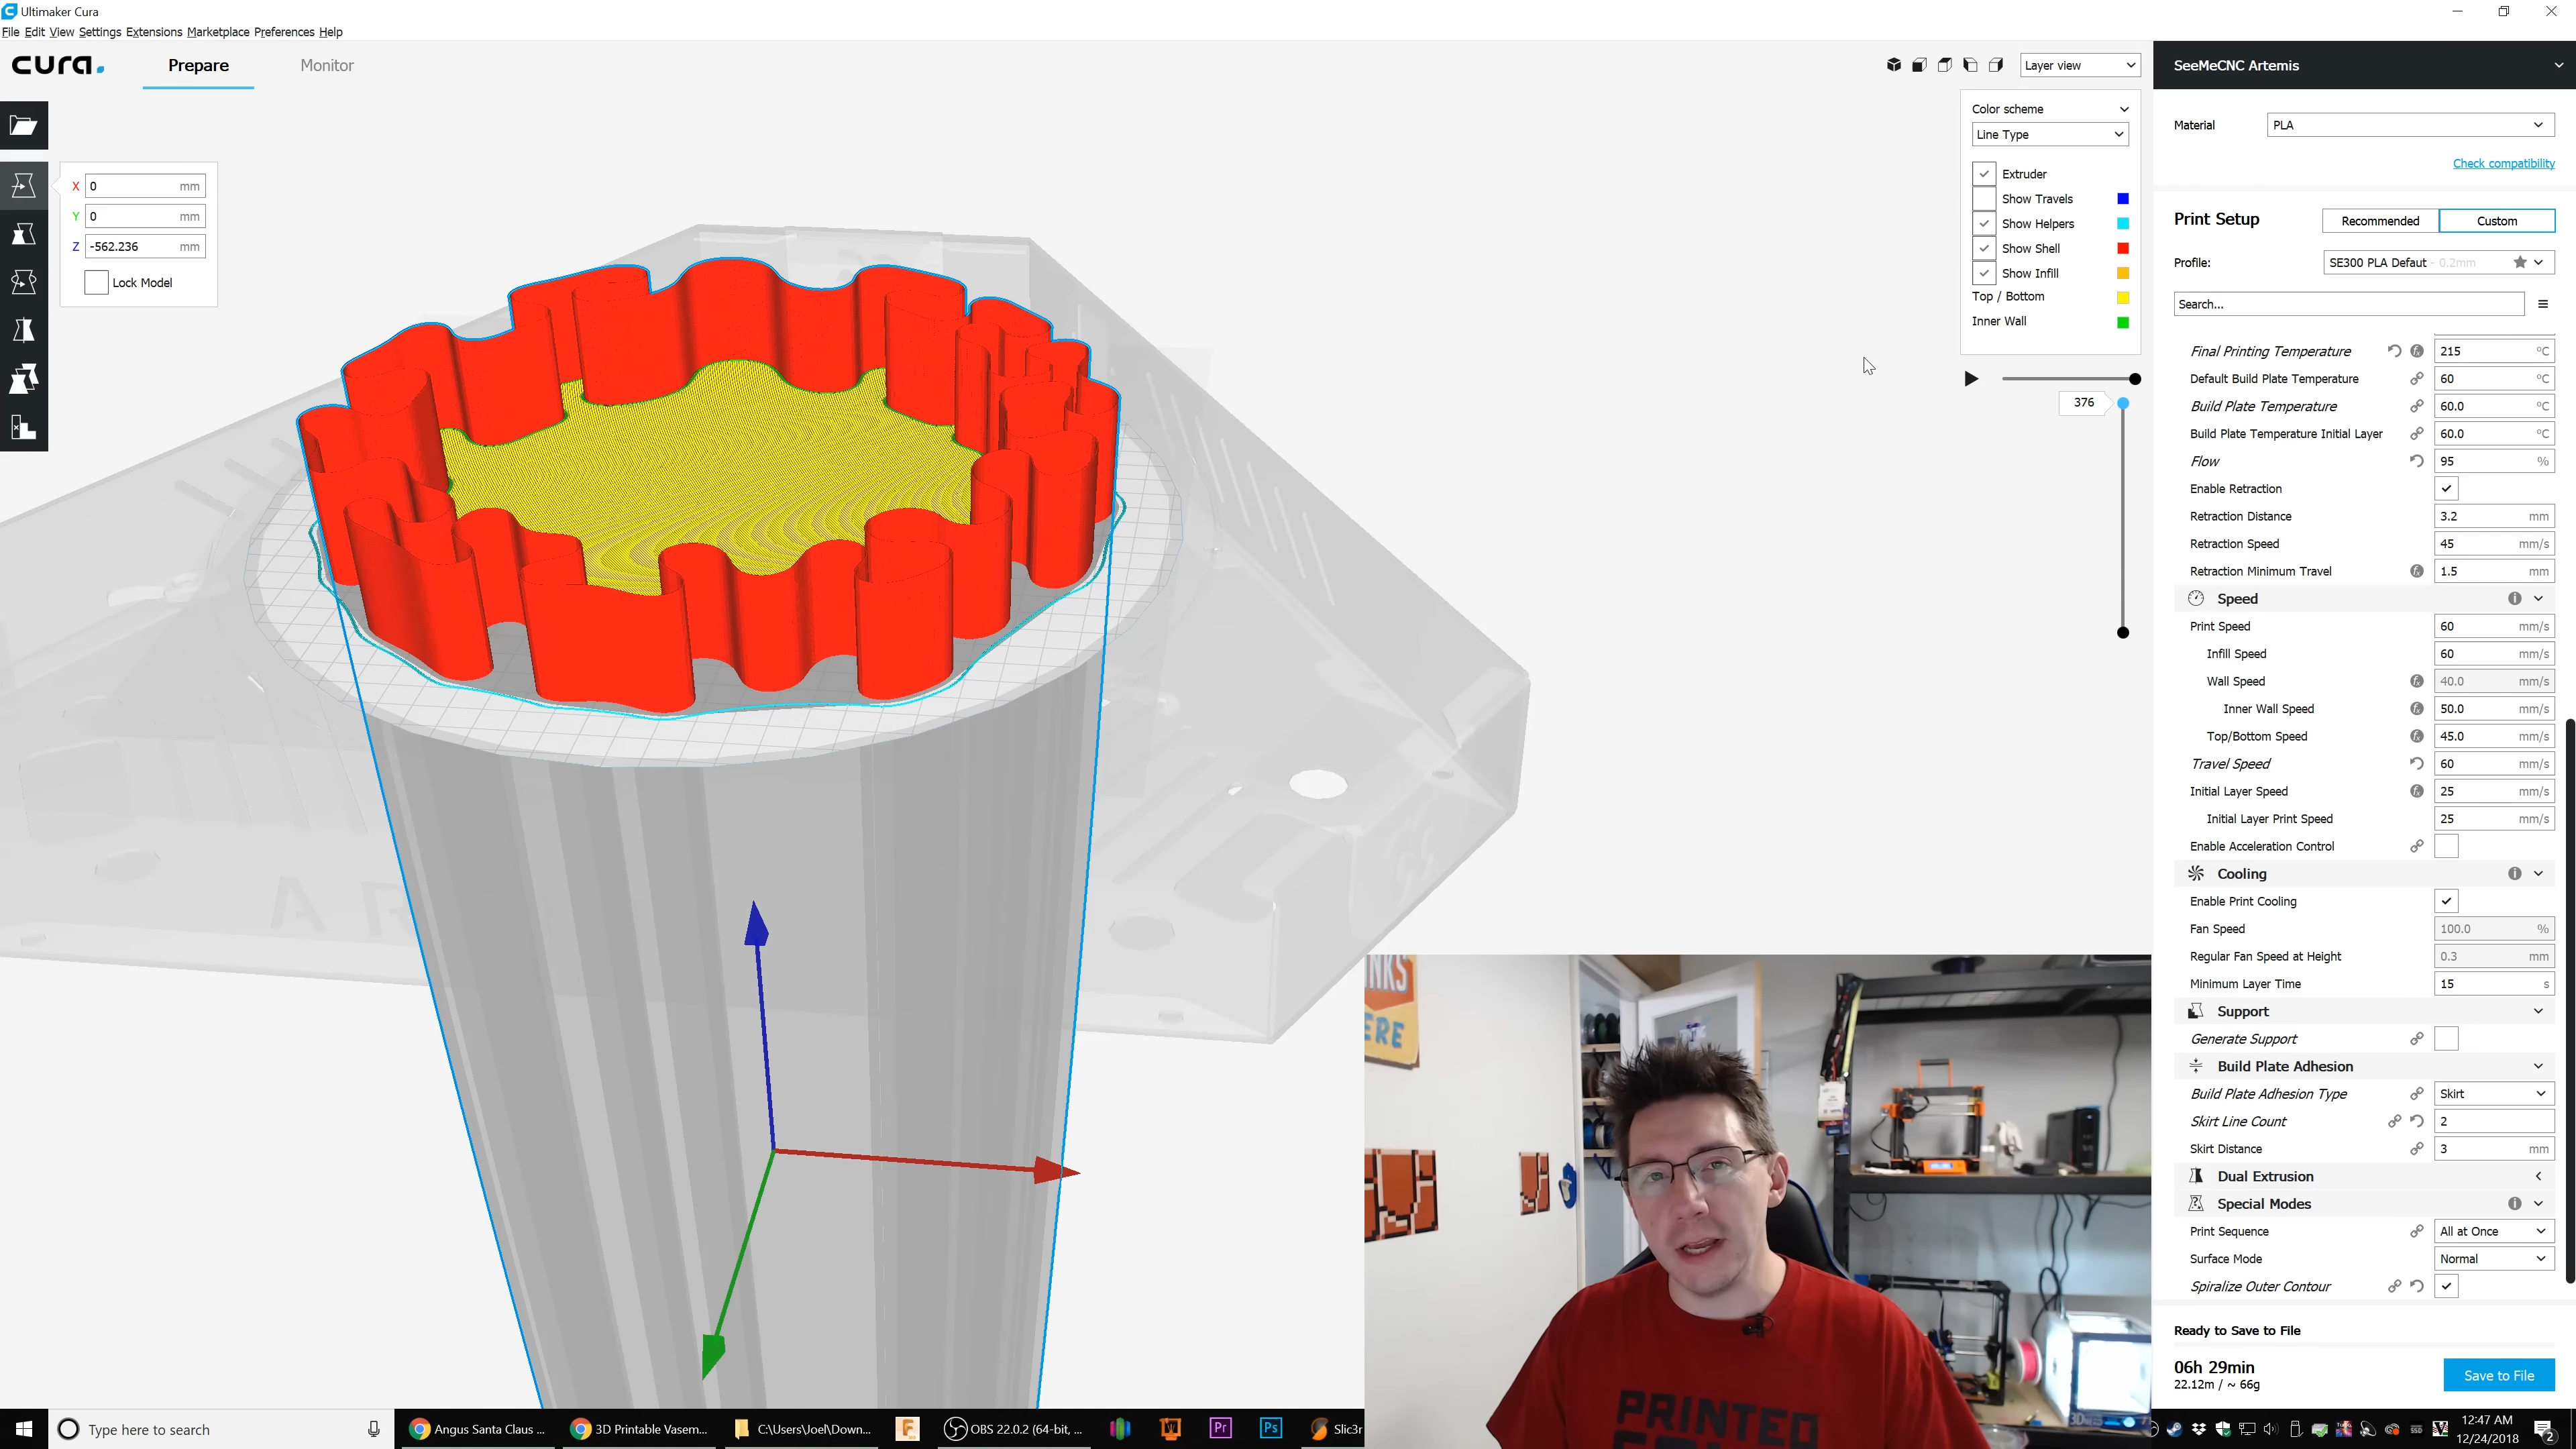 Ultimaker Cura
File Edit View Settings Extensions Marketplace Preferences Help
cura.
Prepare
Monitor
Layer view
SeeMeCNC Artemis
X 0 mm
Y 0 mm
Z -562.236 mm
Lock Model
Color scheme
Line Type
Extruder
Show Travels
Show Helpers
Show Shell
Show Infill
Top / Bottom
Inner Wall
376
Material PLA
Check compatibility
Print Setup Recommended Custom
Profile: SE300 PLA Defaut - 0.2mm
Search...
Final Printing Temperature 215 °C
Default Build Plate Temperature 60 °C
Build Plate Temperature 60.0 °C
Build Plate Temperature Initial Layer 60.0 °C
Flow 95 %
Enable Retraction
Retraction Distance 3.2 mm
Retraction Speed 45 mm/s
Retraction Minimum Travel 1.5 mm
Speed
Print Speed 60 mm/s
Infill Speed 60 mm/s
Wall Speed 40.0 mm/s
Inner Wall Speed 50.0 mm/s
Top/Bottom Speed 45.0 mm/s
Travel Speed 60 mm/s
Initial Layer Speed 25 mm/s
Initial Layer Print Speed 25 mm/s
Enable Acceleration Control
Cooling
Enable Print Cooling
Fan Speed 100.0 %
Regular Fan Speed at Height 0.3 mm
Minimum Layer Time 15 s
Support
Generate Support
Build Plate Adhesion
Build Plate Adhesion Type Skirt
Skirt Line Count 2
Skirt Distance 3 mm
Dual Extrusion
Special Modes
Print Sequence All at Once
Surface Mode Normal
Spiralize Outer Contour
Ready to Save to File
06h 29min
22.12m / ~ 66g
Save to File
AR
NKS
ERE
PRINTED
Type here to search
Angus Santa Claus ...
3D Printable Vasem...
C:\Users\Joel\Down...
F
OBS 22.0.2 (64-bit, ...
Pr
Ps
Slic3r
12:47 AM
12/24/2018
2